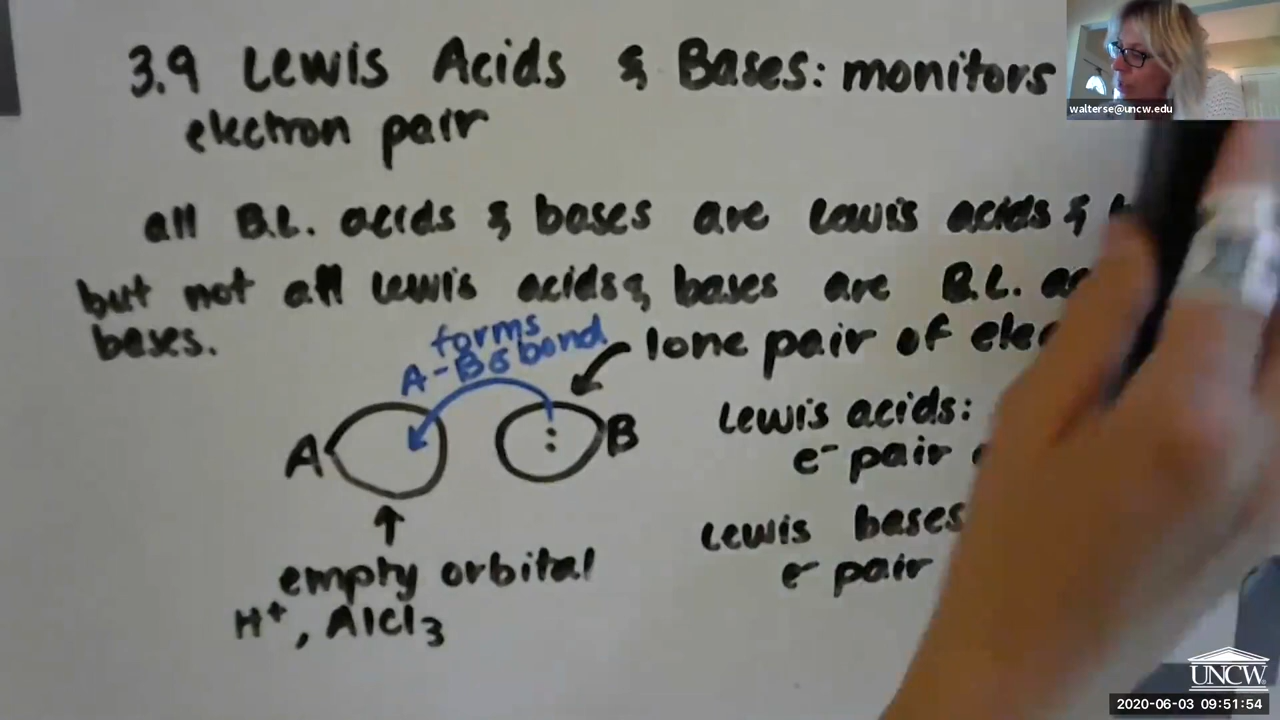 3.9 Lewis Acids & Bases: monitors
electron pair
all B.L. acids & bases are Lewis acids &
but not all Lewis acids & bases are B.L.
bases.
forms
A-Bσ bond
lone pair of
A
B
Lewis acids:
e- pair
Lewis bases
e- pair
↑
empty orbital
H+, AlCl3
walterse@uncw.edu
UNCW
2020-06-03 09:51:54